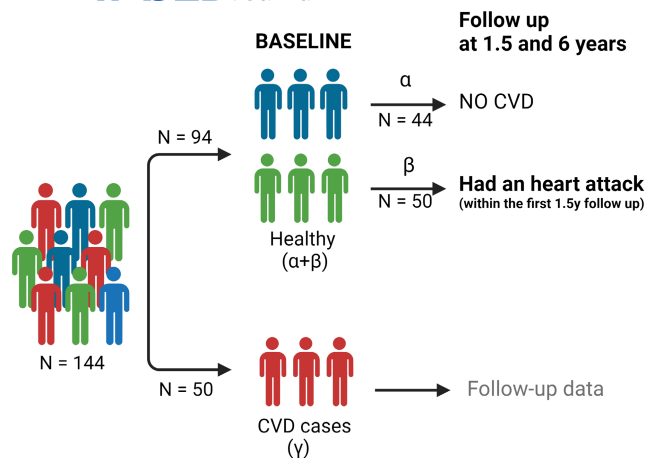 BASELINE
Follow up
at 1.5 and 6 years
α
N = 44
NO CVD
N = 94
β
N = 50
Had an heart attack
(within the first 1.5y follow up)
Healthy
(α+β)
N = 144
N = 50
CVD cases
(γ)
Follow-up data